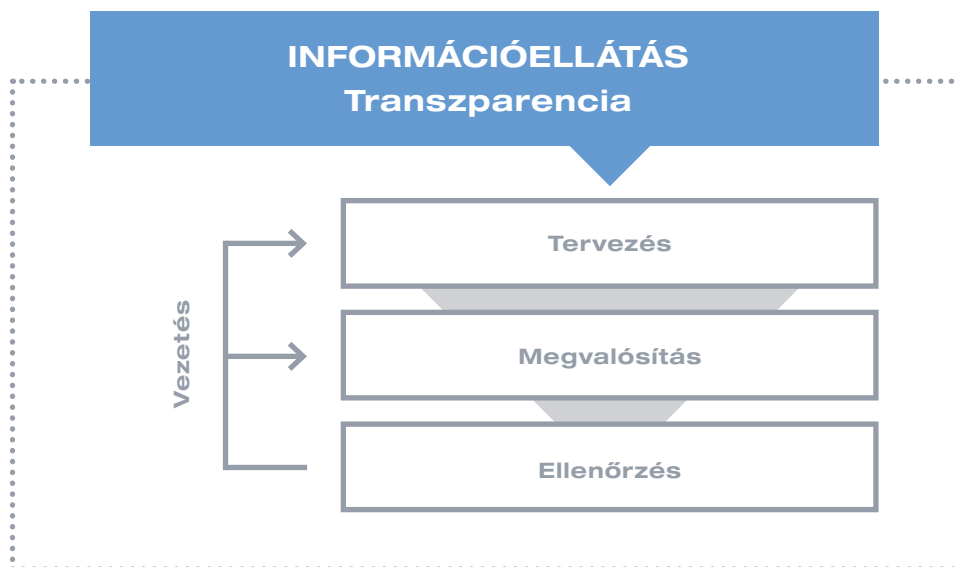 INFORMÁCIÓELLÁTÁS
Transzparencia
Tervezés
Vezetés
Megvalósítás
Ellenőrzés